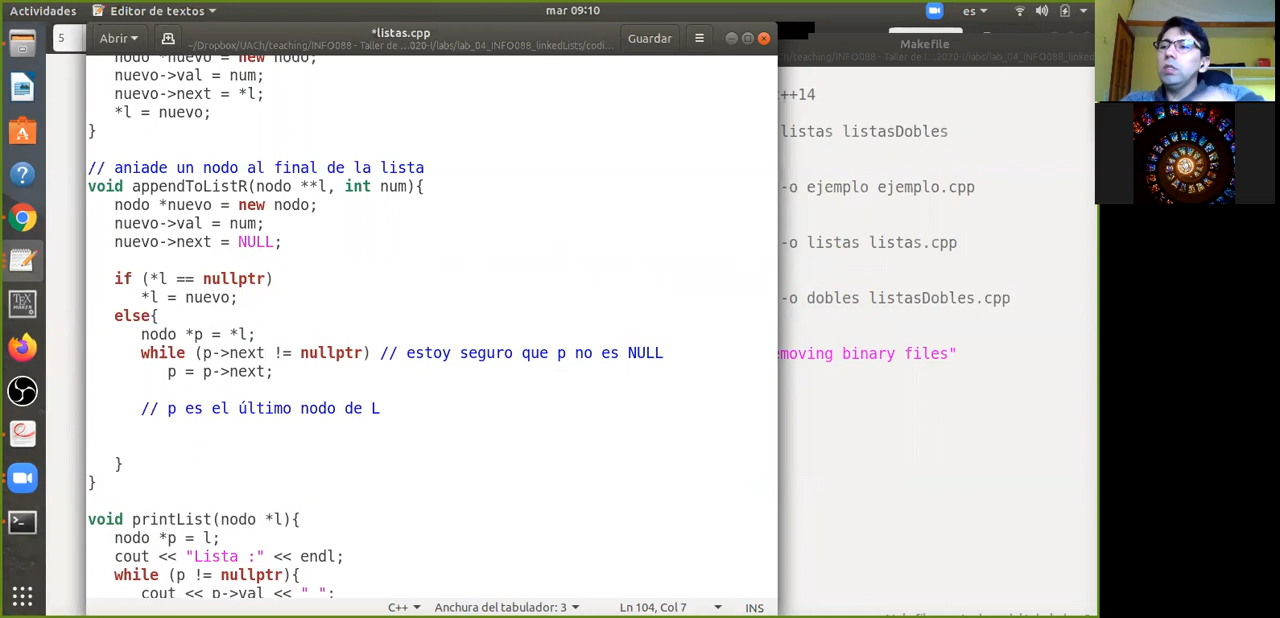 Actividades
Editor de textos
mar 09:10
es
5
Abrir
*listas.cpp
~/Dropbox/UACh/teaching/INFO088 - Taller de ...020-I/labs/lab_04_INFO088_linkedLists/codi...
Guardar
Makefile
nodo *nuevo = new nodo;
nuevo->val = num;
nuevo->next = *l;
*l = nuevo;
}
// aniade un nodo al final de la lista
void appendToListR(nodo **l, int num){
nodo *nuevo = new nodo;
nuevo->val = num;
nuevo->next = NULL;
if (*l == nullptr)
*l = nuevo;
else{
nodo *p = *l;
while (p->next != nullptr) // estoy seguro que p no es NULL
p = p->next;
// p es el último nodo de L
}
}
void printList(nodo *l){
nodo *p = l;
cout << "Lista :" << endl;
while (p != nullptr){
cout << p->val << " ";
C++
Anchura del tabulador: 3
Ln 104, Col 7
INS
++14
listas listasDobles
-o ejemplo ejemplo.cpp
-o listas listas.cpp
-o dobles listasDobles.cpp
emoving binary files"